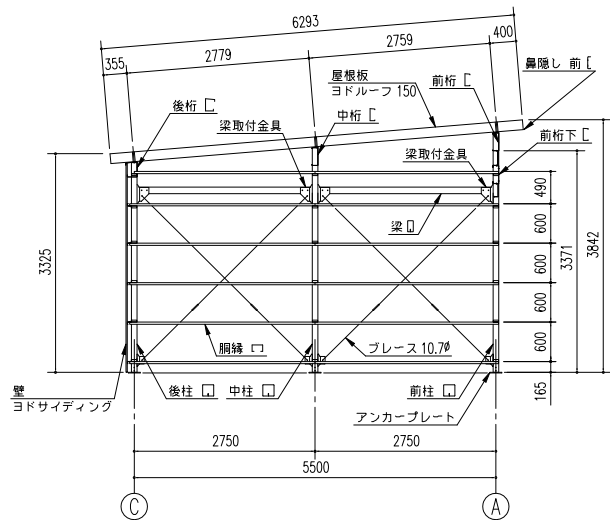 6293
355
2779
2759
400
後桁
屋根板
ヨドルーフ 150
前桁
鼻隠し 前
梁取付金具
中桁
梁取付金具
前桁下
梁
490
600
600
600
600
165
3325
3371
3842
胴縁
ブレース 10.7φ
壁
ヨドサイディング
後柱
中柱
前柱
アンカープレート
2750
2750
5500
C
A